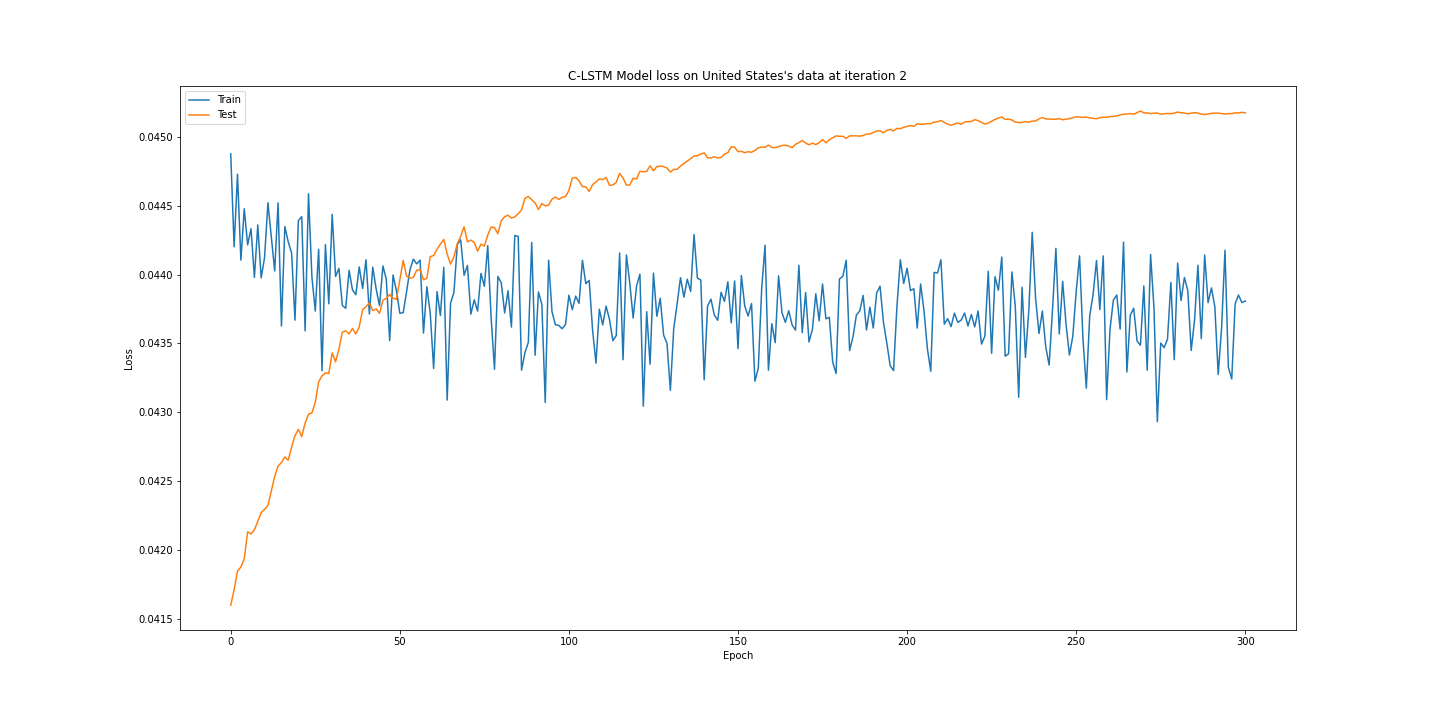 C-LSTM Model loss on United States's data at iteration 2
Train
Test
0.0450
0.0445
0.0440
0.0435
0.0430
0.0425
0.0420
0.0415
Loss
0 50 100 150 200 250 300
Epoch